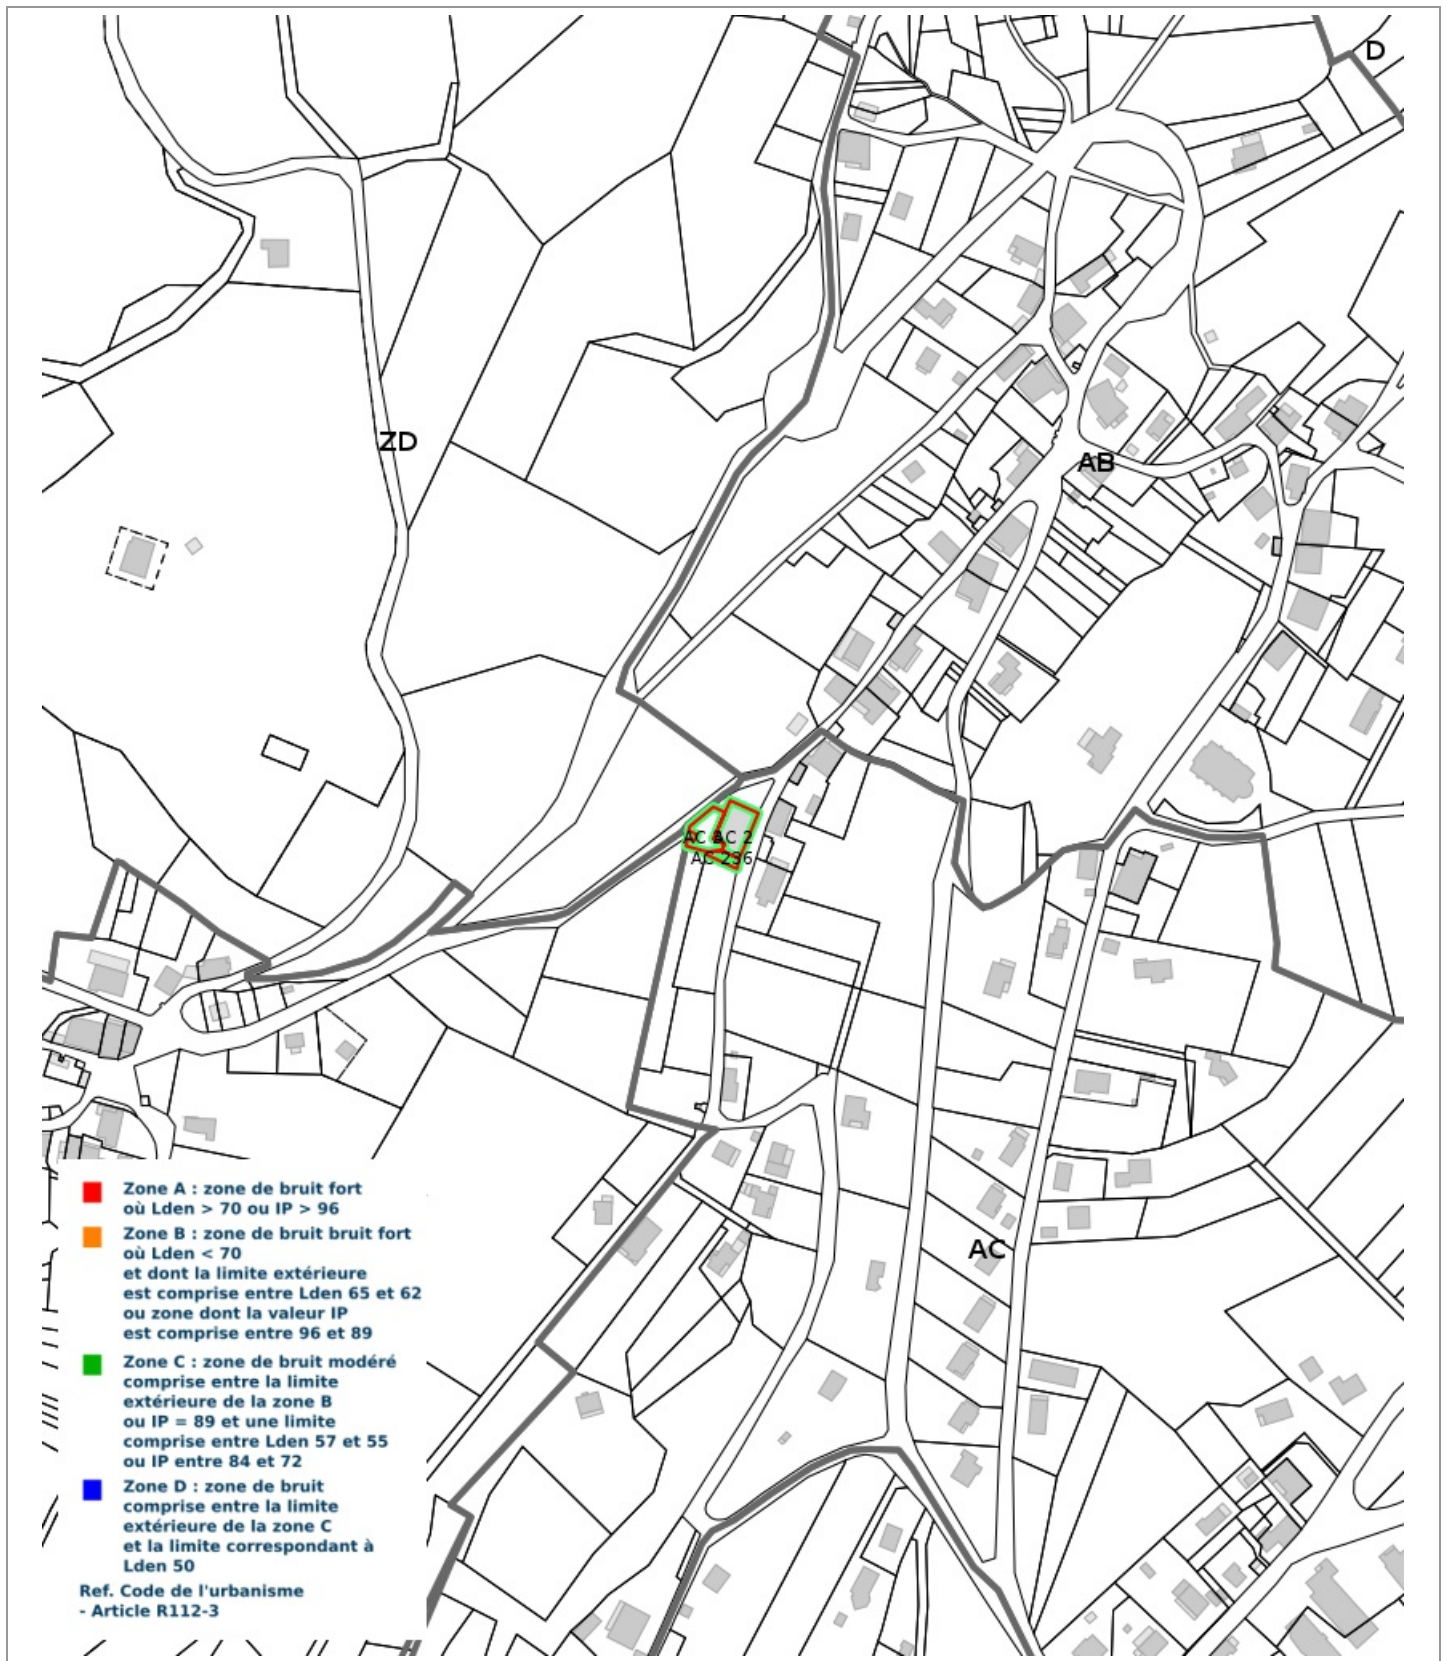 D
ZD
AB
AC 2
AC 236
AC
Zone A : zone de bruit fort
où Lden > 70 ou IP > 96
Zone B : zone de bruit bruit fort
où Lden < 70
et dont la limite extérieure
est comprise entre Lden 65 et 62
ou zone dont la valeur IP
est comprise entre 96 et 89
Zone C : zone de bruit modéré
comprise entre la limite
extérieure de la zone B
ou IP = 89 et une limite
comprise entre Lden 57 et 55
ou IP entre 84 et 72
Zone D : zone de bruit
comprise entre la limite
extérieure de la zone C
et la limite correspondant à
Lden 50
Ref. Code de l'urbanisme
- Article R112-3